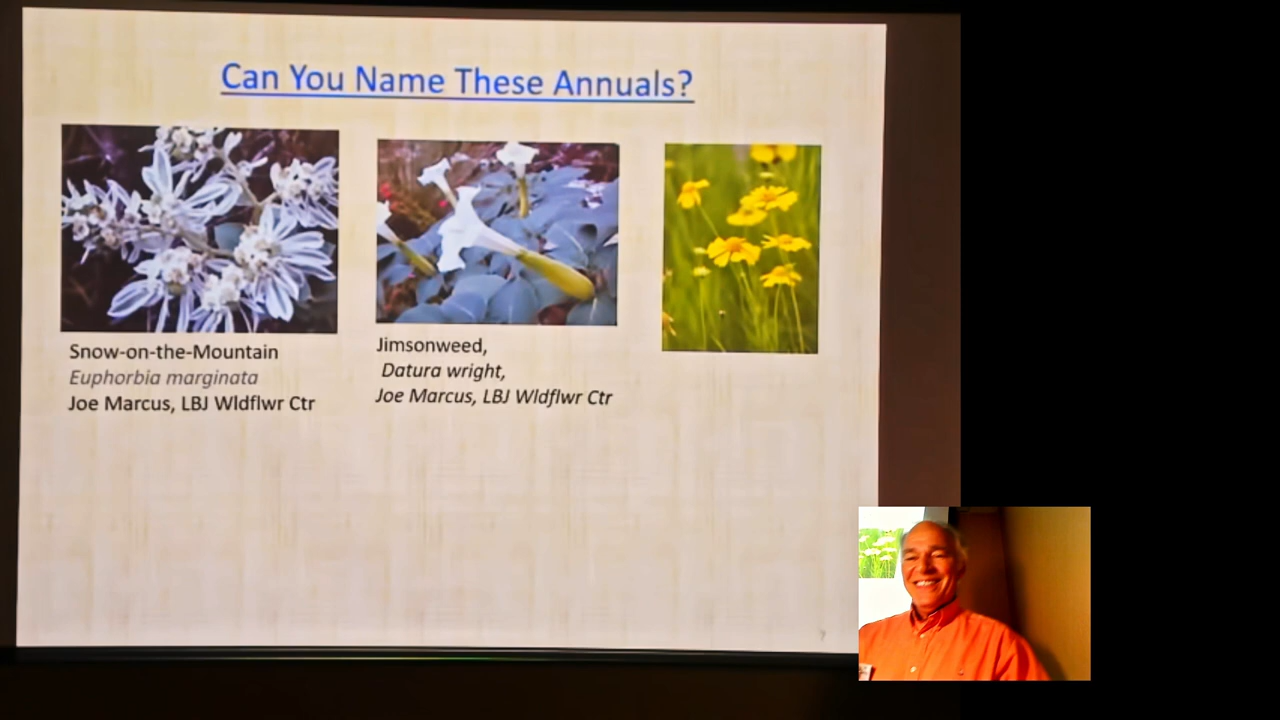 Can You Name These Annuals?
Snow-on-the-Mountain
Euphorbia marginata
Joe Marcus, LBJ Wldflwr Ctr
Jimsonweed,
Datura wright,
Joe Marcus, LBJ Wldflwr Ctr
7